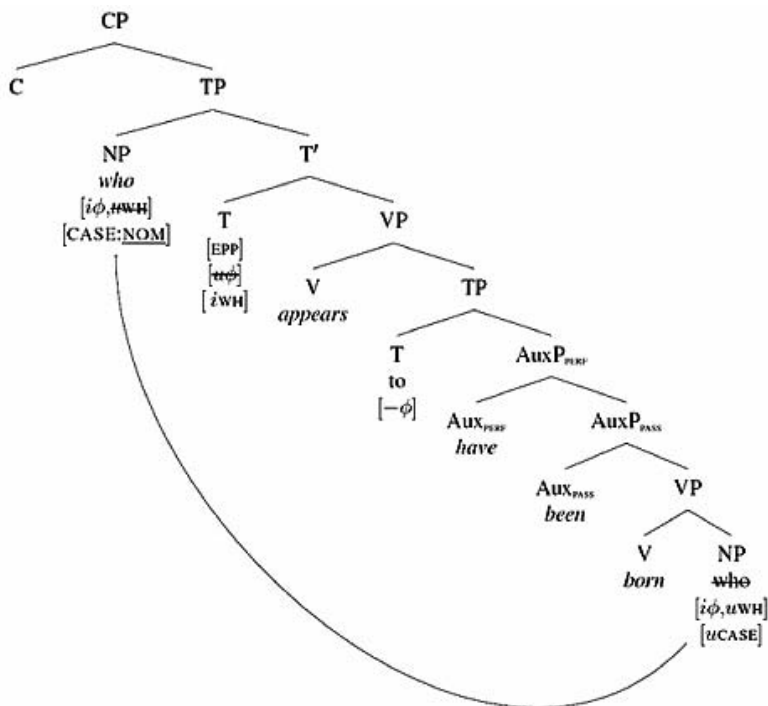 CP
C TP
NP T′
who
[iφ,uWH] T VP
[CASE:NOM] [EPP]
[uφ] V TP
[iWH] appears
T AuxP_PERF
to
[−φ] Aux_PERF AuxP_PASS
have
Aux_PASS VP
been
V NP
born who
[iφ,uWH]
[uCASE]